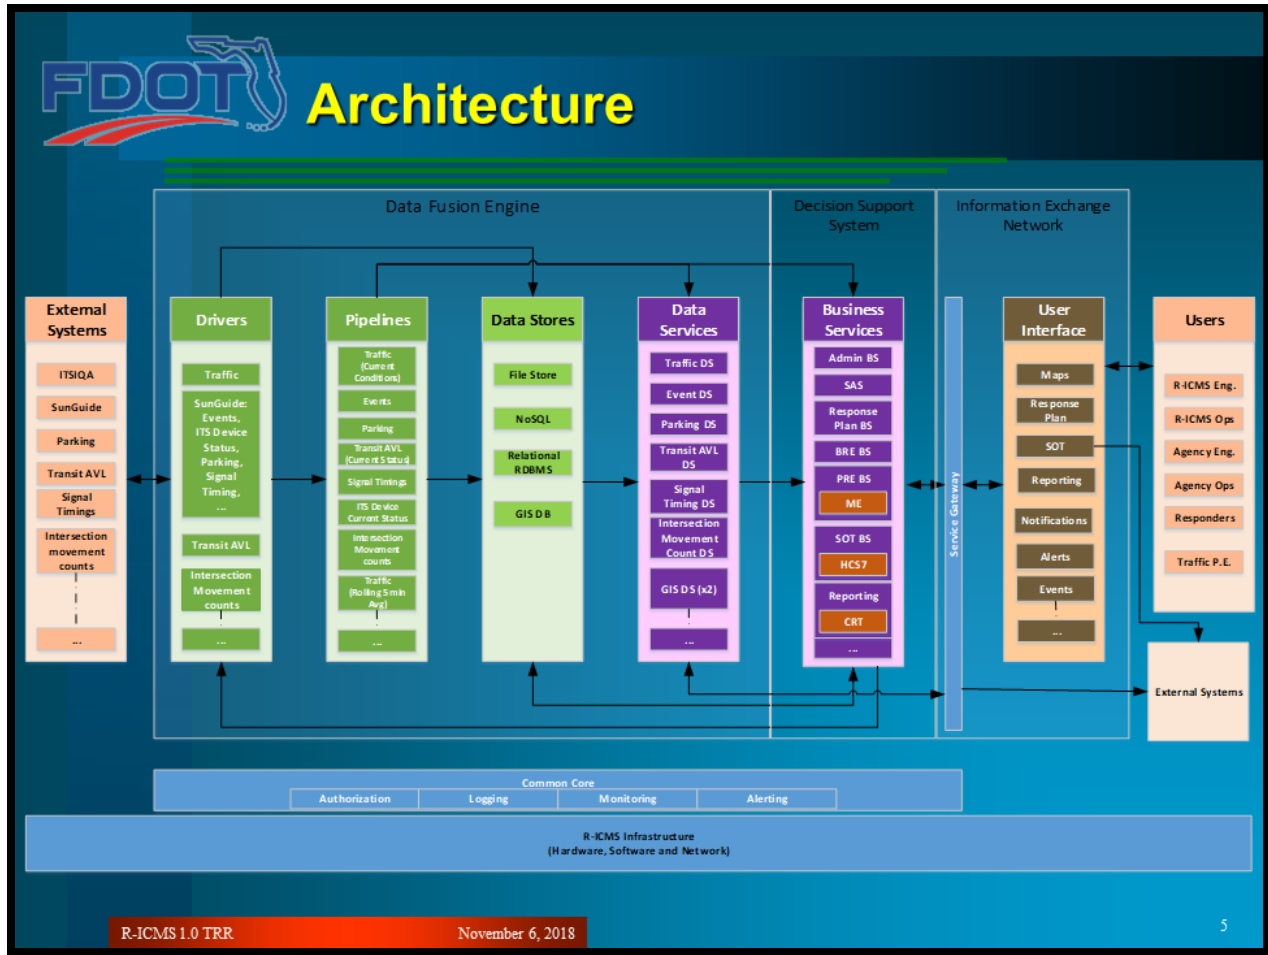 FDOT
Architecture
Data Fusion Engine
Decision Support
System
Information Exchange
Network
External
Systems
ITSIQA
SunGuide
Parking
Transit AVL
Signal
Timings
Intersection
movement
counts
...
Drivers
Traffic
SunGuide:
Events,
ITS Device
Status,
Parking,
Signal
Timing,
...
Transit AVL
Intersection
Movement
counts
...
Pipelines
Traffic
(Current
Conditions)
Events
Parking
Transit AVL
(Current Status)
Signal Timings
ITS Device
Current Status
Intersection
Movement
counts
Traffic
(Rolling 5 min
Avg)
...
Data Stores
File Store
NoSQL
Relational
RDBMS
GIS DB
Data
Services
Traffic DS
Event DS
Parking DS
Transit AVL
DS
Signal
Timing DS
Intersection
Movement
Count DS
GIS DS (x2)
...
Business
Services
Admin BS
SAS
Response
Plan BS
BRE BS
PRE BS
ME
SOT BS
HCS7
Reporting
CRT
...
Service Gateway
User
Interface
Maps
Response
Plan
SOT
Reporting
Notifications
Alerts
Events
...
Users
R-ICMS Eng.
R-ICMS Ops
Agency Eng.
Agency Ops
Responders
Traffic P.E.
External Systems
Common Core
Authorization
Logging
Monitoring
Alerting
R-ICMS Infrastructure
(Hardware, Software and Network)
R-ICMS 1.0 TRR
November 6, 2018
5